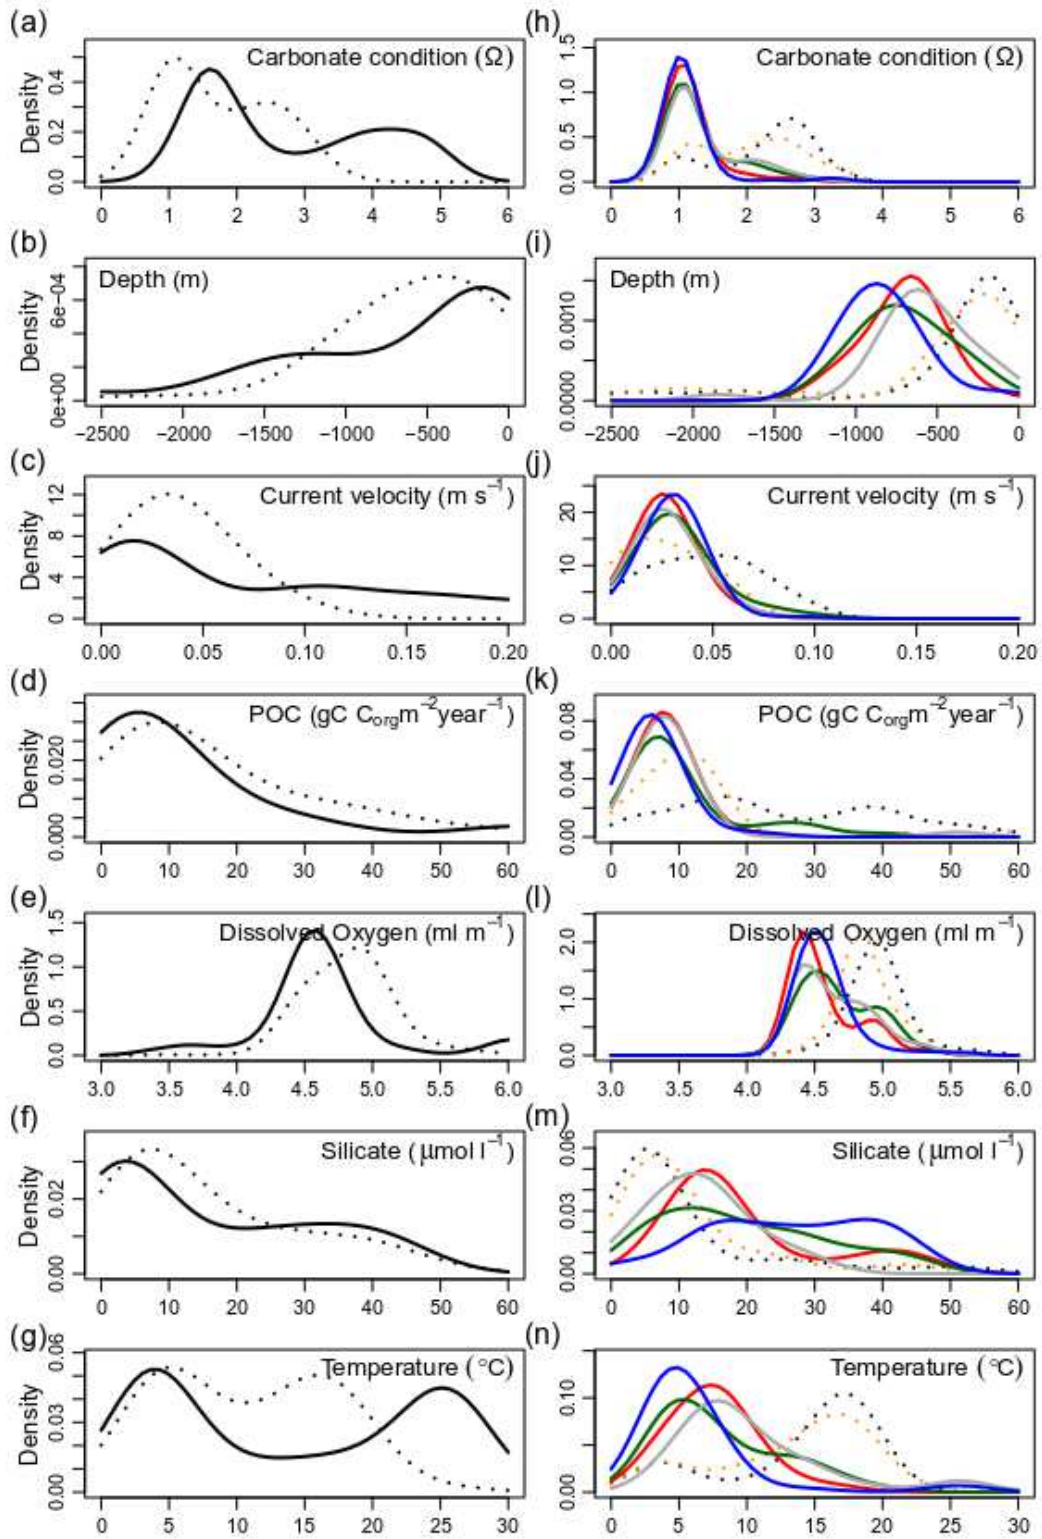 (a)
Carbonate condition (Ω)
Density
0.0 0.2 0.4
0 1 2 3 4 5 6
(h)
Carbonate condition (Ω)
0.0 0.5 1.0 1.5
0 1 2 3 4 5 6
(b)
Depth (m)
Density
0e+00 6e−04
−2500 −2000 −1500 −1000 −500 0
(i)
Depth (m)
0.0000 0.0010
−2500 −2000 −1500 −1000 −500 0
(c)
Current velocity (m s⁻¹)
Density
0 4 8 12
0.00 0.05 0.10 0.15 0.20
(j)
Current velocity (m s⁻¹)
0 10 20
0.00 0.05 0.10 0.15 0.20
(d)
POC (gC C_org m⁻² year⁻¹)
Density
0.000 0.020
0 10 20 30 40 50 60
(k)
POC (gC C_org m⁻² year⁻¹)
0.00 0.04 0.08
0 10 20 30 40 50 60
(e)
Dissolved Oxygen (ml m⁻¹)
Density
0.0 0.5 1.0 1.5
3.0 3.5 4.0 4.5 5.0 5.5 6.0
(l)
Dissolved Oxygen (ml m⁻¹)
0.0 1.0 2.0
3.0 3.5 4.0 4.5 5.0 5.5 6.0
(f)
Silicate (µmol l⁻¹)
Density
0.00 0.02
0 10 20 30 40 50 60
(m)
Silicate (µmol l⁻¹)
0.00 0.03 0.06
0 10 20 30 40 50 60
(g)
Temperature (°C)
Density
0.00 0.03 0.06
0 5 10 15 20 25 30
(n)
Temperature (°C)
0.00 0.10
0 5 10 15 20 25 30